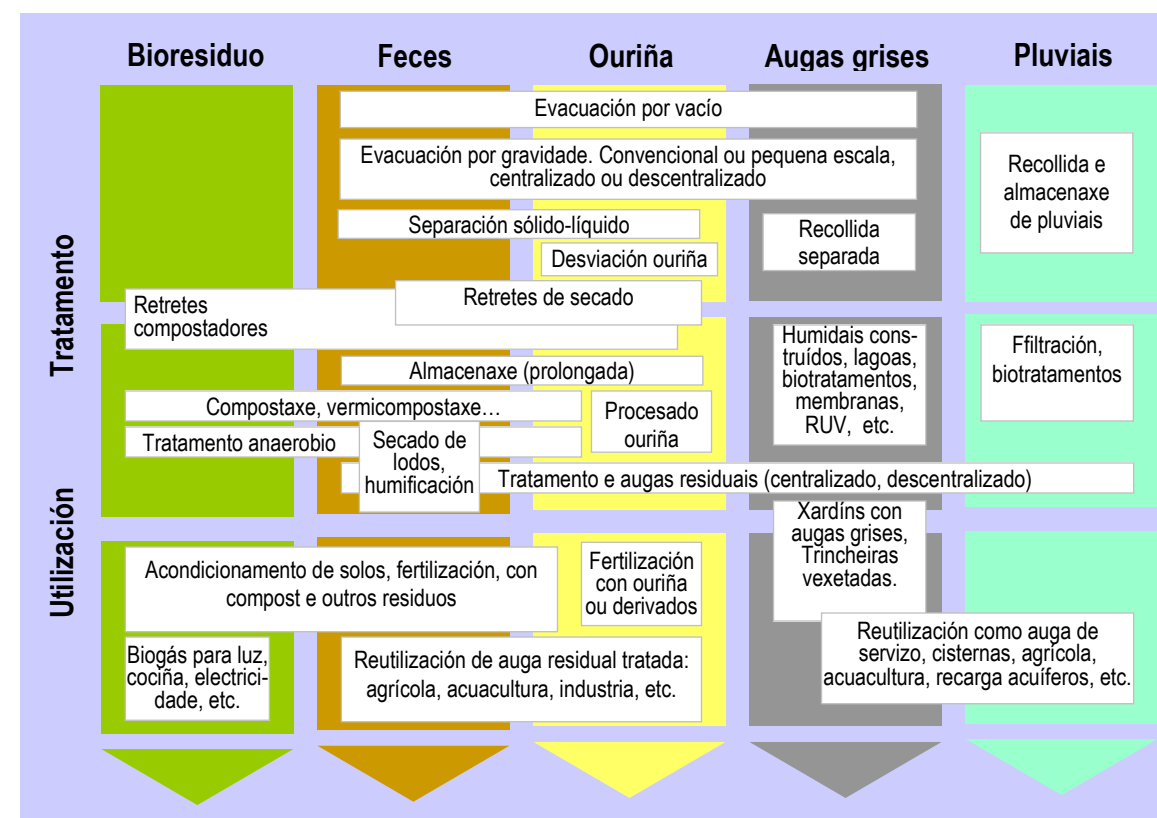 Bioresiduo
Feces
Ouriña
Augas grises
Pluviais
Tratamento
Utilización
Evacuación por vacío
Evacuación por gravidade. Convencional ou pequena escala,
centralizado ou descentralizado
Recollida e
almacenaxe
de pluviais
Separación sólido-líquido
Recollida
separada
Desviación ouriña
Retretes
compostadores
Retretes de secado
Humidais cons-
truídos, lagoas,
biotratamentos,
membranas,
RUV, etc.
Ffiltración,
biotratamentos
Almacenaxe (prolongada)
Compostaxe, vermicompostaxe…
Procesado
ouriña
Tratamento anaerobio
Secado de
lodos,
humificación
Tratamento e augas residuais (centralizado, descentralizado)
Xardíns con
augas grises,
Trincheiras
vexetadas.
Acondicionamento de solos, fertilización, con
compost e outros residuos
Fertilización
con ouriña
ou derivados
Reutilización como auga de
servizo, cisternas, agrícola,
acuacultura, recarga acuíferos, etc.
Biogás para luz,
cociña, electrici-
dade, etc.
Reutilización de auga residual tratada:
agrícola, acuacultura, industria, etc.